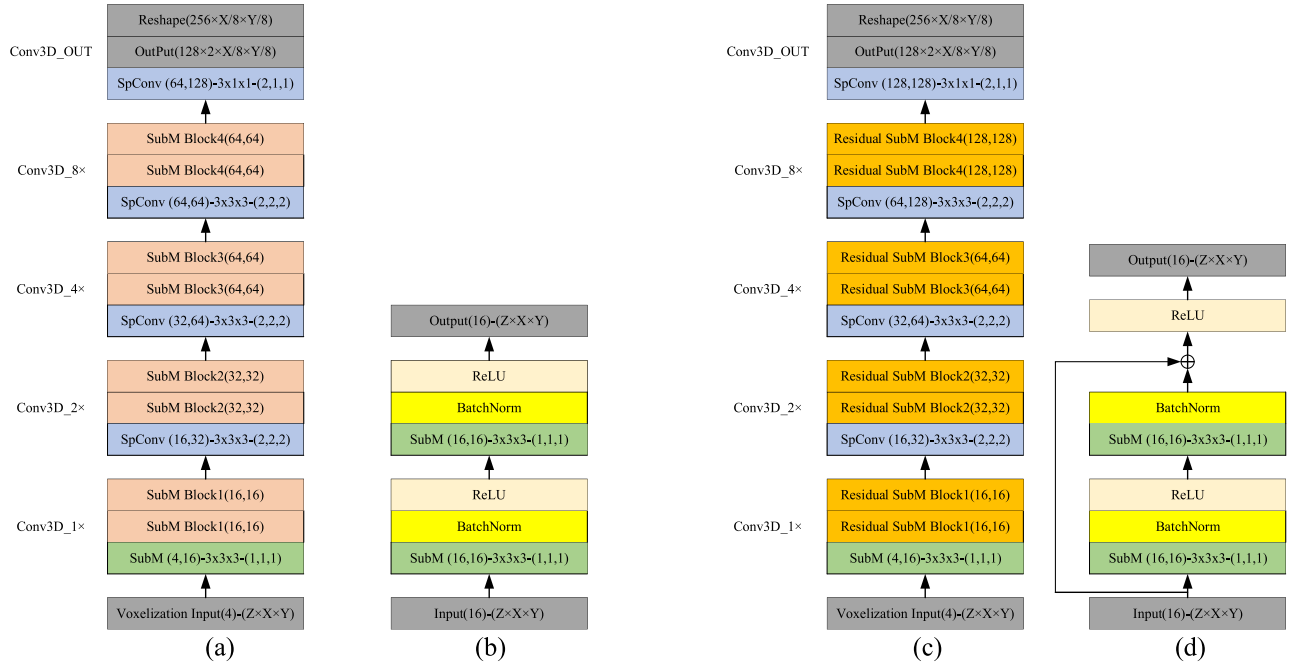 Reshape(256×X/8×Y/8)
Conv3D_OUT
OutPut(128×2×X/8×Y/8)
SpConv (64,128)-3x1x1-(2,1,1)
SubM Block4(64,64)
Conv3D_8×
SubM Block4(64,64)
SpConv (64,64)-3x3x3-(2,2,2)
SubM Block3(64,64)
Conv3D_4×
SubM Block3(64,64)
SpConv (32,64)-3x3x3-(2,2,2)
SubM Block2(32,32)
Conv3D_2×
SubM Block2(32,32)
SpConv (16,32)-3x3x3-(2,2,2)
SubM Block1(16,16)
Conv3D_1×
SubM Block1(16,16)
SubM (4,16)-3x3x3-(1,1,1)
Voxelization Input(4)-(Z×X×Y)
(a)
Output(16)-(Z×X×Y)
ReLU
BatchNorm
SubM (16,16)-3x3x3-(1,1,1)
ReLU
BatchNorm
SubM (16,16)-3x3x3-(1,1,1)
Input(16)-(Z×X×Y)
(b)
Reshape(256×X/8×Y/8)
Conv3D_OUT
OutPut(128×2×X/8×Y/8)
SpConv (128,128)-3x1x1-(2,1,1)
Residual SubM Block4(128,128)
Conv3D_8×
Residual SubM Block4(128,128)
SpConv (64,128)-3x3x3-(2,2,2)
Residual SubM Block3(64,64)
Conv3D_4×
Residual SubM Block3(64,64)
SpConv (32,64)-3x3x3-(2,2,2)
Residual SubM Block2(32,32)
Conv3D_2×
Residual SubM Block2(32,32)
SpConv (16,32)-3x3x3-(2,2,2)
Residual SubM Block1(16,16)
Conv3D_1×
Residual SubM Block1(16,16)
SubM (4,16)-3x3x3-(1,1,1)
Voxelization Input(4)-(Z×X×Y)
(c)
Output(16)-(Z×X×Y)
ReLU
BatchNorm
SubM (16,16)-3x3x3-(1,1,1)
ReLU
BatchNorm
SubM (16,16)-3x3x3-(1,1,1)
Input(16)-(Z×X×Y)
(d)